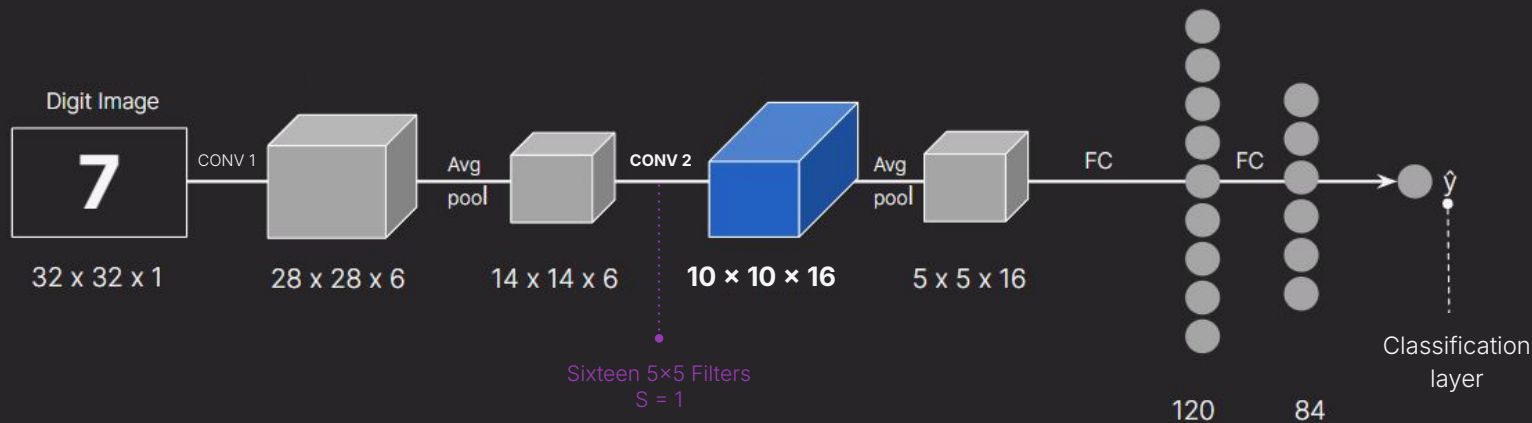 Digit Image
7
32 x 32 x 1
CONV 1
28 x 28 x 6
Avg
pool
14 x 14 x 6
CONV 2
Sixteen 5×5 Filters
S = 1
10 × 10 × 16
Avg
pool
5 x 5 x 16
FC
120
FC
84
ŷ
Classification
layer